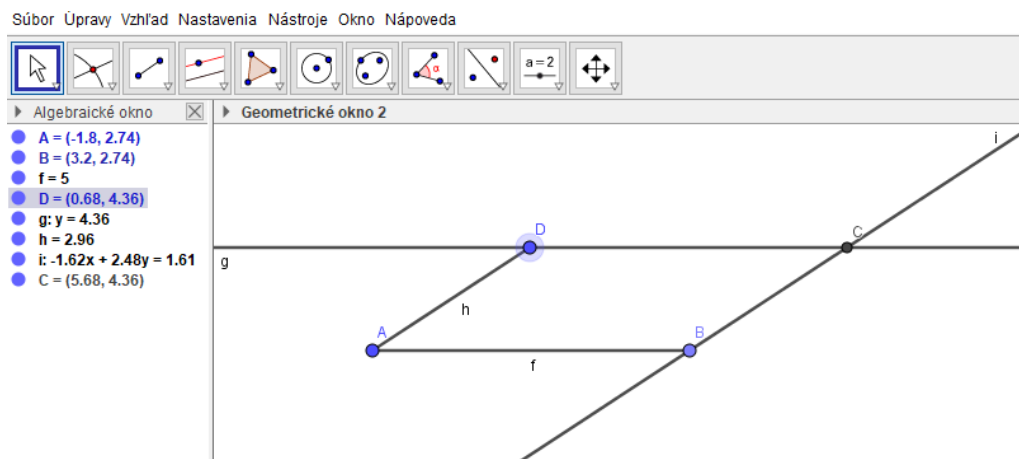 Súbor Úpravy Vzhľad Nastavenia Nástroje Okno Nápoveda
α
a = 2
Algebraické okno
Geometrické okno 2
A = (-1.8, 2.74)
B = (3.2, 2.74)
f = 5
D = (0.68, 4.36)
g: y = 4.36
h = 2.96
i: -1.62x + 2.48y = 1.61
C = (5.68, 4.36)
i
D
C
g
h
A
B
f